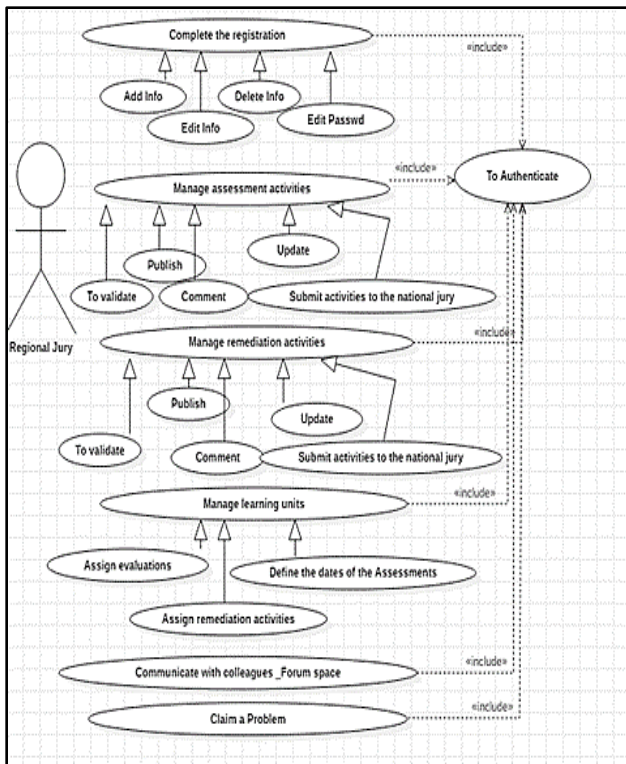 Complete the registration
«include»
Add Info
Delete Info
Edit Info
Edit Passwd
«include»
To Authenticate
Manage assessment activities
Update
Publish
To validate
Comment
Submit activities to the national jury
«include»
Manage remediation activities
Regional Jury
Publish
Update
To validate
Comment
Submit activities to the national jury
«include»
Manage learning units
Assign evaluations
Define the dates of the Assessments
Assign remediation activities
«include»
Communicate with colleagues _Forum space
«include»
Claim a Problem